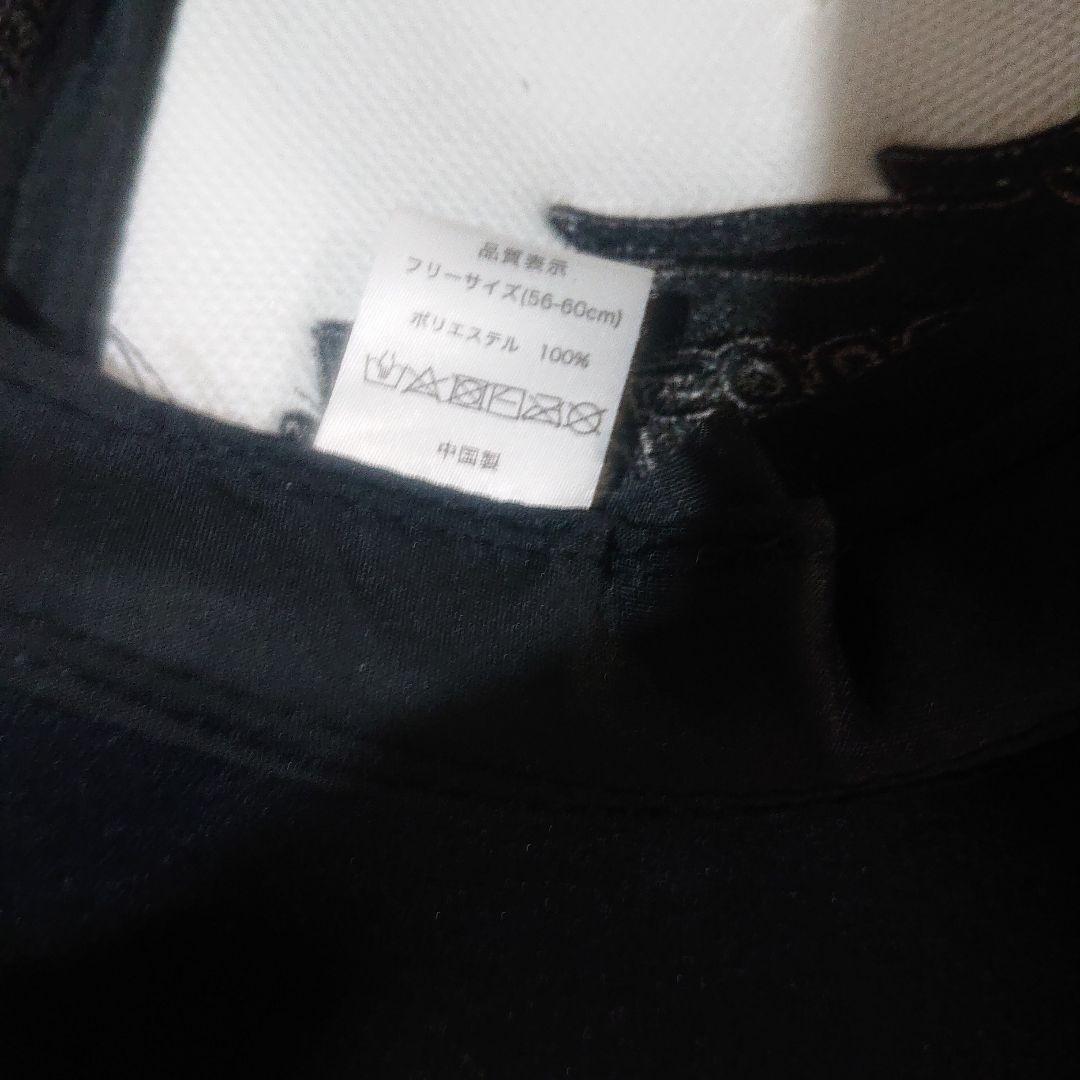 品質表示
フリーサイズ(56-60cm)
ポリエステル 100%
中国製